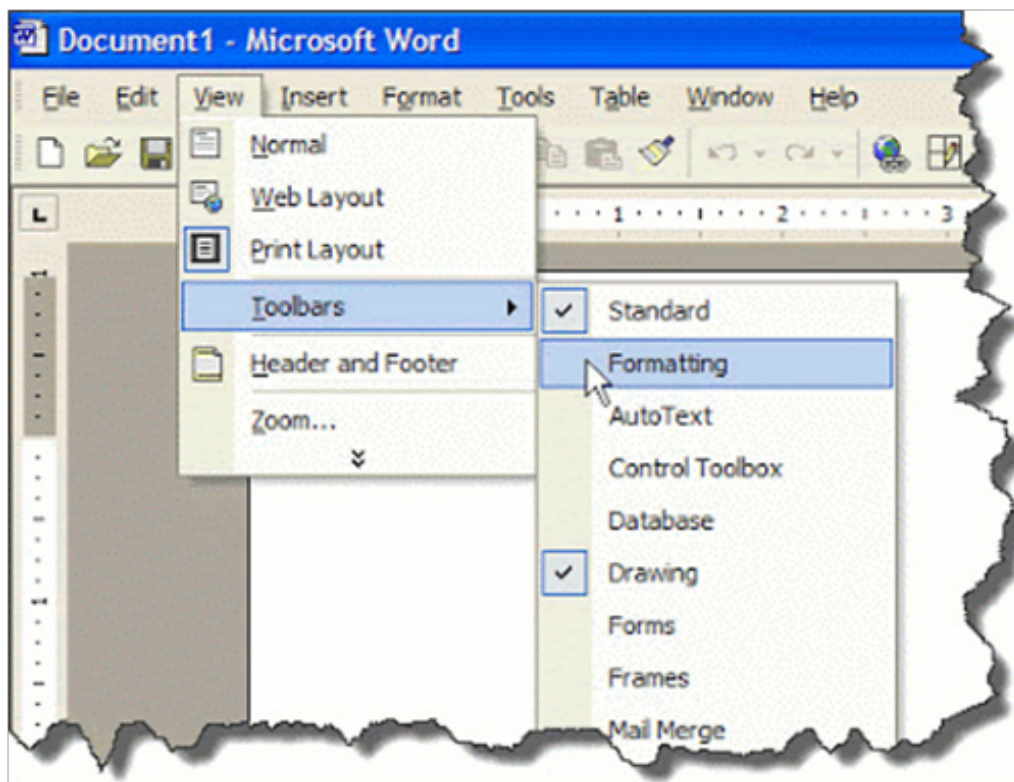 Document1 - Microsoft Word
File Edit View Insert Format Tools Table Window Help
Normal
Web Layout
L 1 2 3
Print Layout
Toolbars
Standard
Header and Footer
Formatting
Zoom...
AutoText
Control Toolbox
Database
Drawing
Forms
Frames
Mail Merge